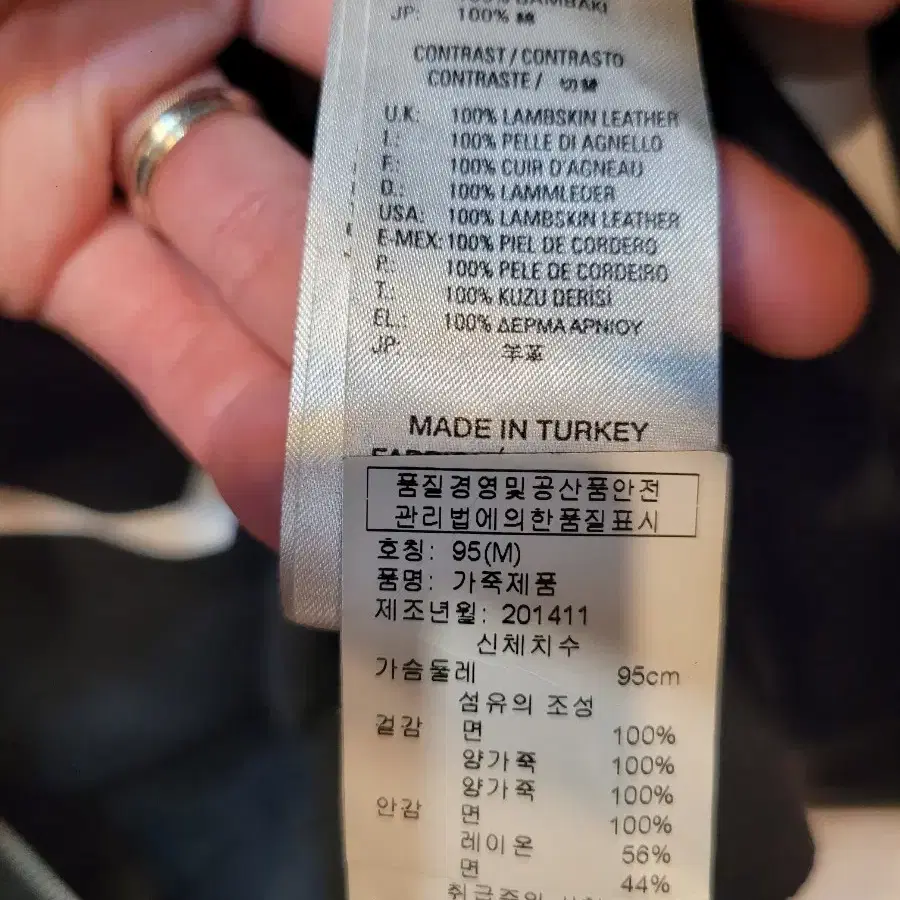 JP: 100% 綿
CONTRAST / CONTRASTO
CONTRASTE / 切替
U.K: 100% LAMBSKIN LEATHER
I.: 100% PELLE DI AGNELLO
F.: 100% CUIR D'AGNEAU
D.: 100% LAMMLEDER
USA: 100% LAMBSKIN LEATHER
E-MEX: 100% PIEL DE CORDERO
P.: 100% PELE DE CORDEIRO
T.: 100% KUZU DERİSİ
EL.: 100% ΔΕΡΜΑ ΑΡΝΙΟΥ
JP: 羊革
MADE IN TURKEY
품질경영및공산품안전
관리법에의한품질표시
호칭: 95(M)
품명: 가죽제품
제조년월: 201411
신체치수
가슴둘레 95cm
섬유의 조성
겉감 면 100%
양가죽 100%
양가죽 100%
안감 면 100%
레이온 56%
면 44%